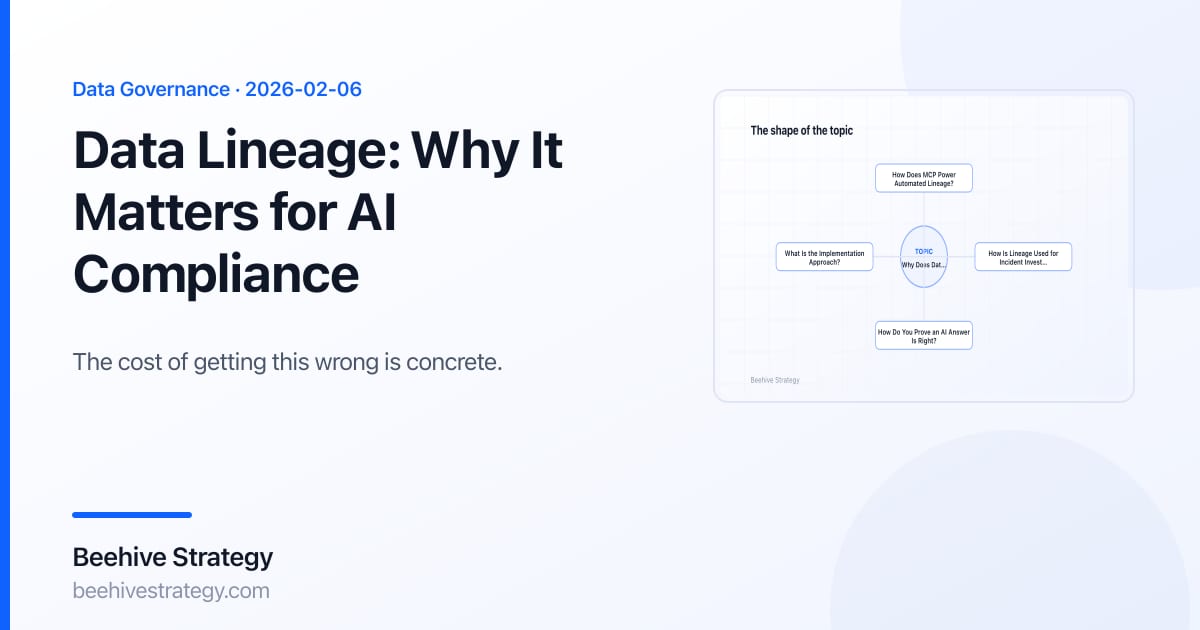 Data Governance · 2026-02-06
Data Lineage: Why It
Matters for AI
Compliance
The cost of getting this wrong is concrete.
Beehive Strategy
beehivestrategy.com
The shape of the topic
How Does MCP Power
Automated Lineage?
What Is the Implementation
Approach?
TOPIC
Why Does Dat...
How Is Lineage Used for
Incident Invest...
How Do You Prove an AI Answer
Is Right?
Beehive Strategy